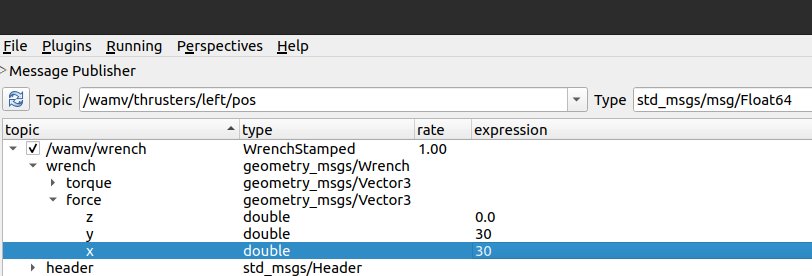 File Plugins Running Perspectives Help
Message Publisher
Topic /wamv/thrusters/left/pos Type std_msgs/msg/Float64
topic type rate expression
/wamv/wrench WrenchStamped 1.00
wrench geometry_msgs/Wrench
torque geometry_msgs/Vector3
force geometry_msgs/Vector3
z double 0.0
y double 30
x double 30
header std_msgs/Header